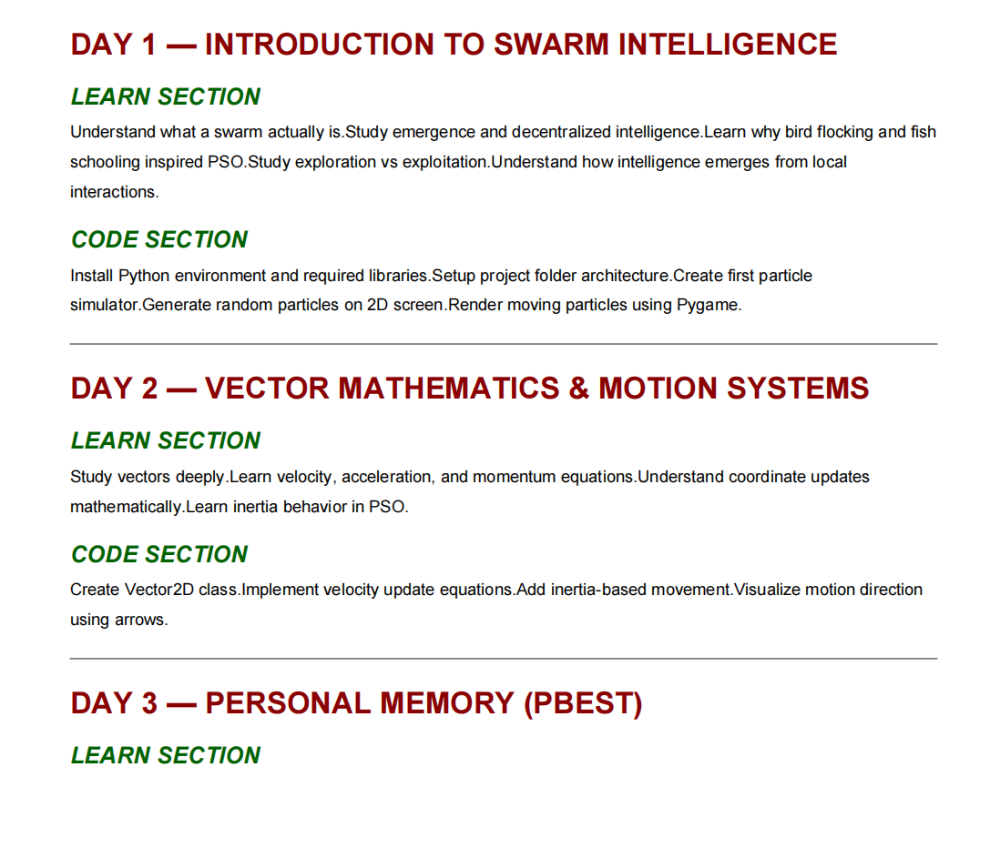 DAY 1 — INTRODUCTION TO SWARM INTELLIGENCE
LEARN SECTION
Understand what a swarm actually is.Study emergence and decentralized intelligence.Learn why bird flocking and fish
schooling inspired PSO.Study exploration vs exploitation.Understand how intelligence emerges from local
interactions.
CODE SECTION
Install Python environment and required libraries.Setup project folder architecture.Create first particle
simulator.Generate random particles on 2D screen.Render moving particles using Pygame.
DAY 2 — VECTOR MATHEMATICS & MOTION SYSTEMS
LEARN SECTION
Study vectors deeply.Learn velocity, acceleration, and momentum equations.Understand coordinate updates
mathematically.Learn inertia behavior in PSO.
CODE SECTION
Create Vector2D class.Implement velocity update equations.Add inertia-based movement.Visualize motion direction
using arrows.
DAY 3 — PERSONAL MEMORY (PBEST)
LEARN SECTION